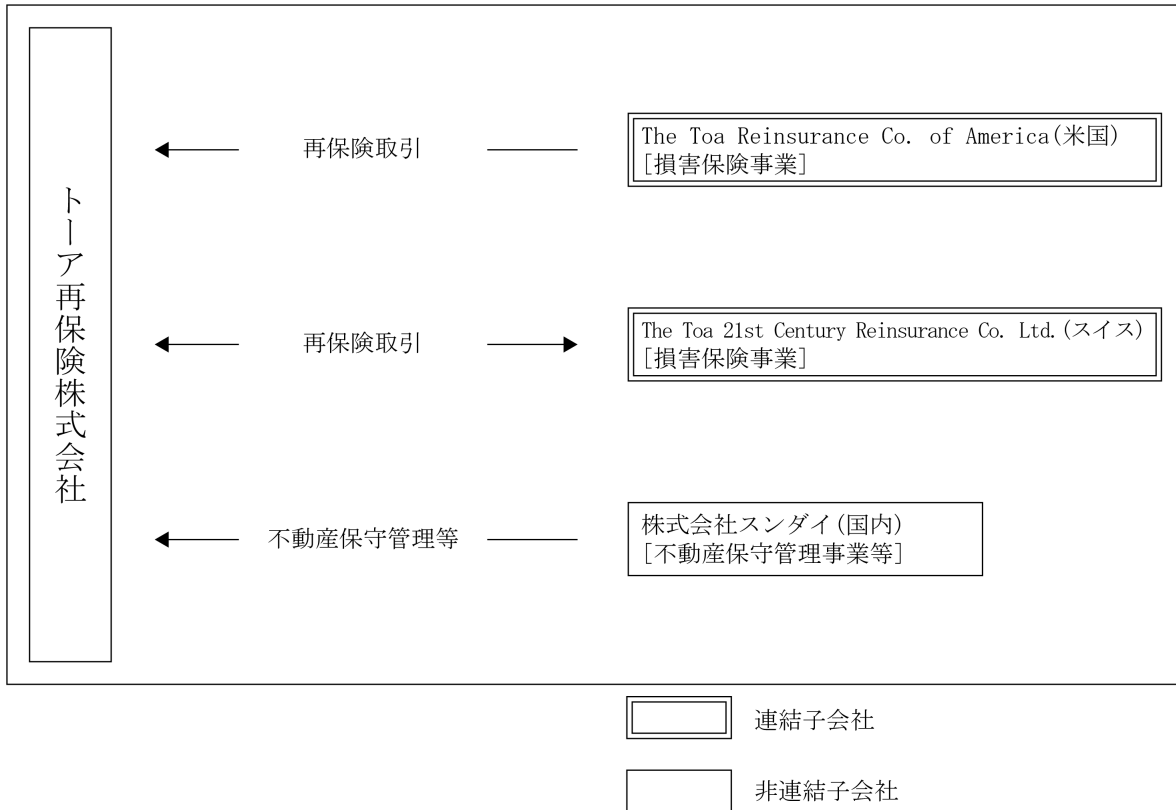 トーア再保険株式会社
再保険取引
The Toa Reinsurance Co. of America(米国)
[損害保険事業]
再保険取引
The Toa 21st Century Reinsurance Co. Ltd.(スイス)
[損害保険事業]
不動産保守管理等
株式会社スンダイ(国内)
[不動産保守管理事業等]
連結子会社
非連結子会社